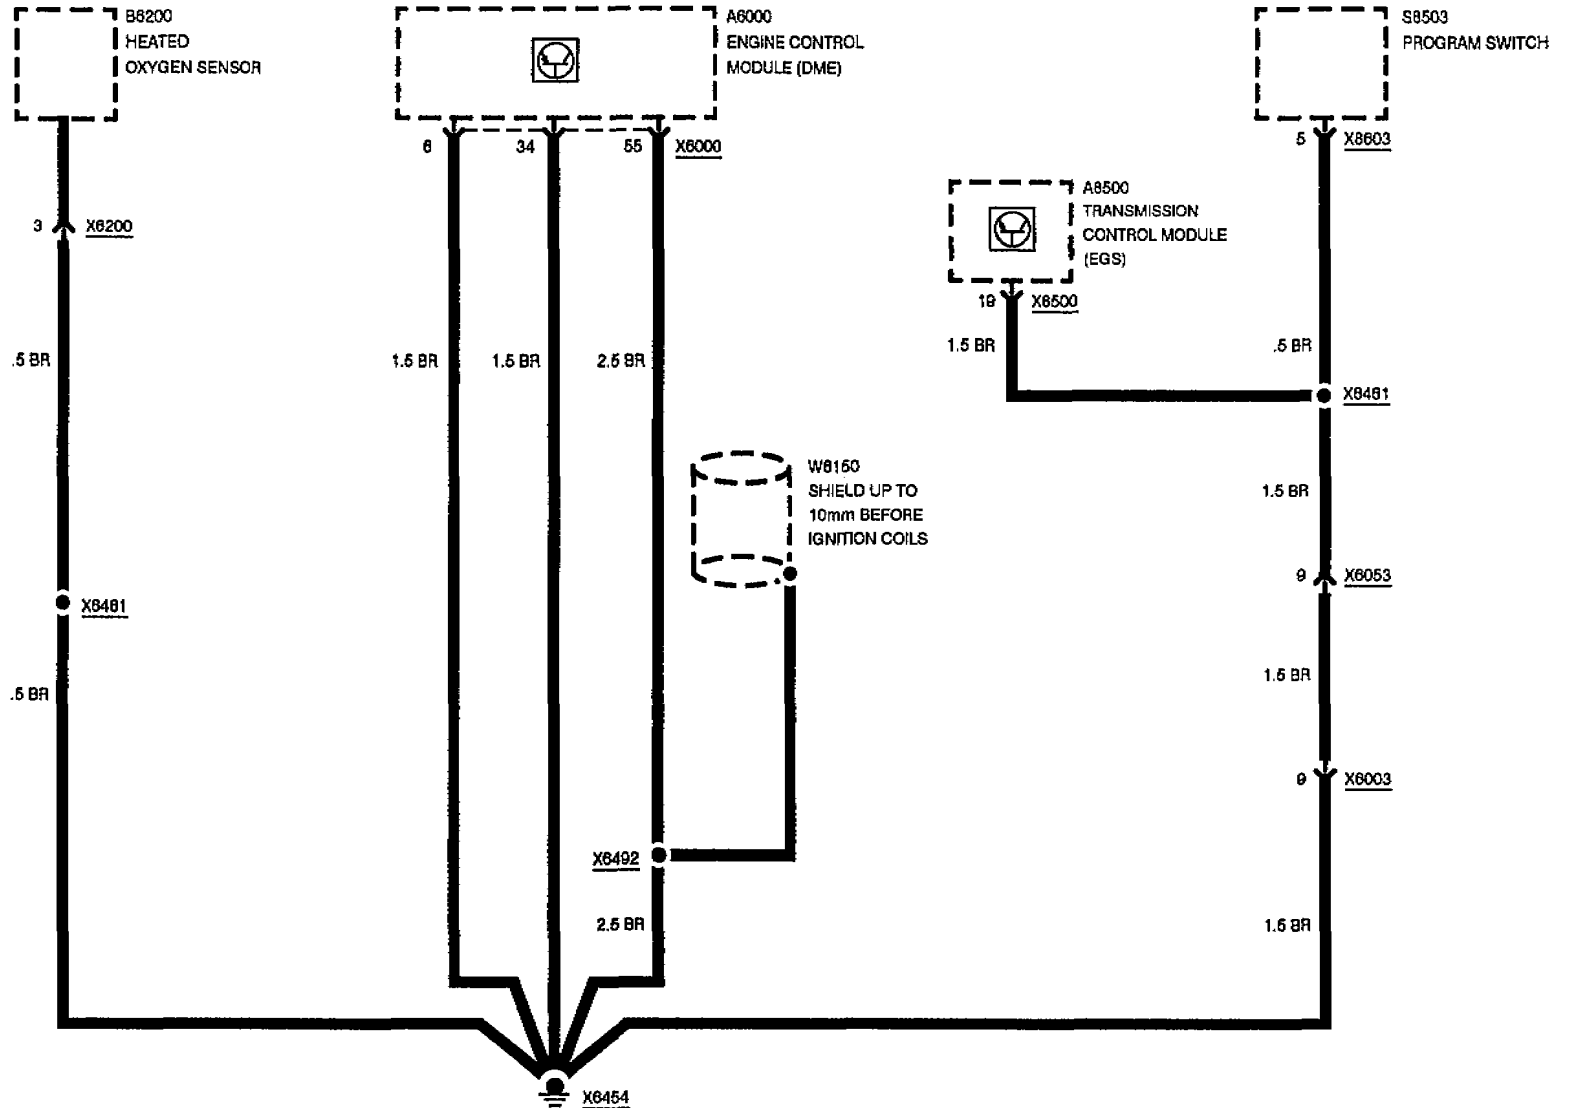 B6200
HEATED
OXYGEN SENSOR
A6000
ENGINE CONTROL
MODULE (DME)
S8503
PROGRAM SWITCH
6
34
55
X6000
5
X8603
A8500
TRANSMISSION
CONTROL MODULE
(EGS)
3
X6200
19
X8500
1.5 BR
.5 BR
.5 BR
1.5 BR
1.5 BR
2.5 BR
X8461
W6150
SHIELD UP TO
10mm BEFORE
IGNITION COILS
1.5 BR
9
X6053
X6461
.5 BR
1.5 BR
9
X6003
X6492
2.5 BR
1.5 BR
X6454